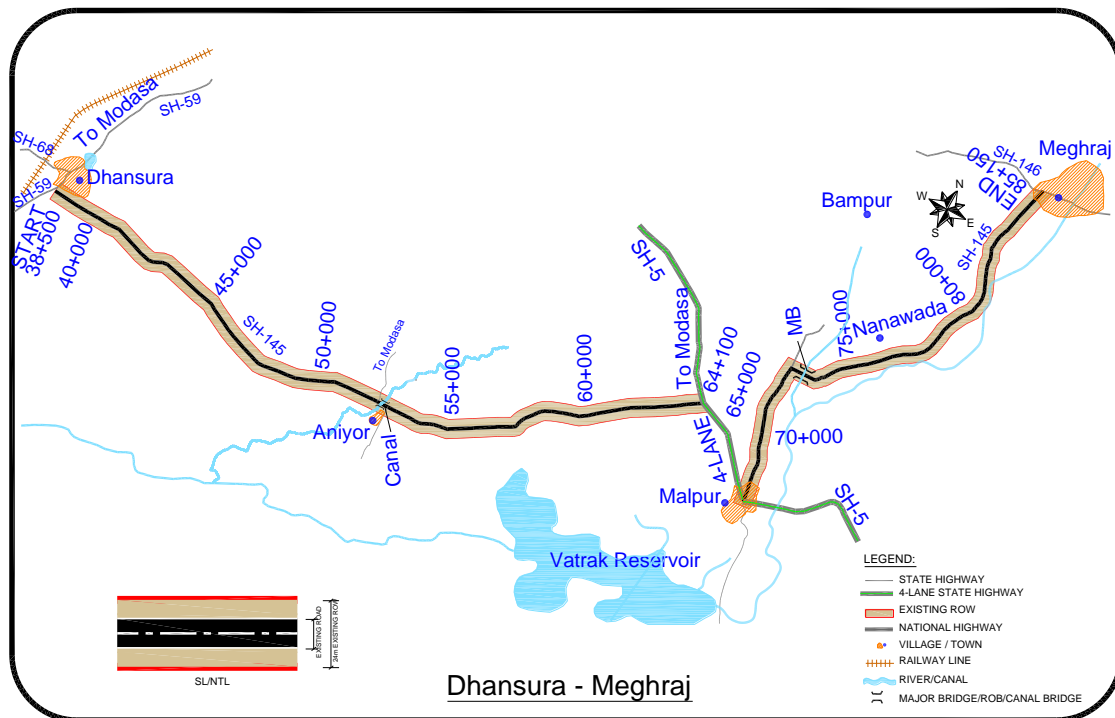 To Modasa
SH-59
SH-68
Dhansura
SH-59
START
38+500
40+000
45+000
SH-145
50+000
To Modasa
Aniyor
Canal
55+000
60+000
SH-5
To Modasa
64+100
65+000
4-LANE
70+000
Malpur
SH-5
Vatrak Reservoir
MB
75+000
Nanawada
Bampur
80+000
SH-145
N
W
E
S
SH-146
Meghraj
END
85+150
EXISTING ROAD
24m EXISTING ROW
SL/NTL
Dhansura - Meghraj
LEGEND:
STATE HIGHWAY
4-LANE STATE HIGHWAY
EXISTING ROW
NATIONAL HIGHWAY
VILLAGE / TOWN
RAILWAY LINE
RIVER/CANAL
MAJOR BRIDGE/ROB/CANAL BRIDGE